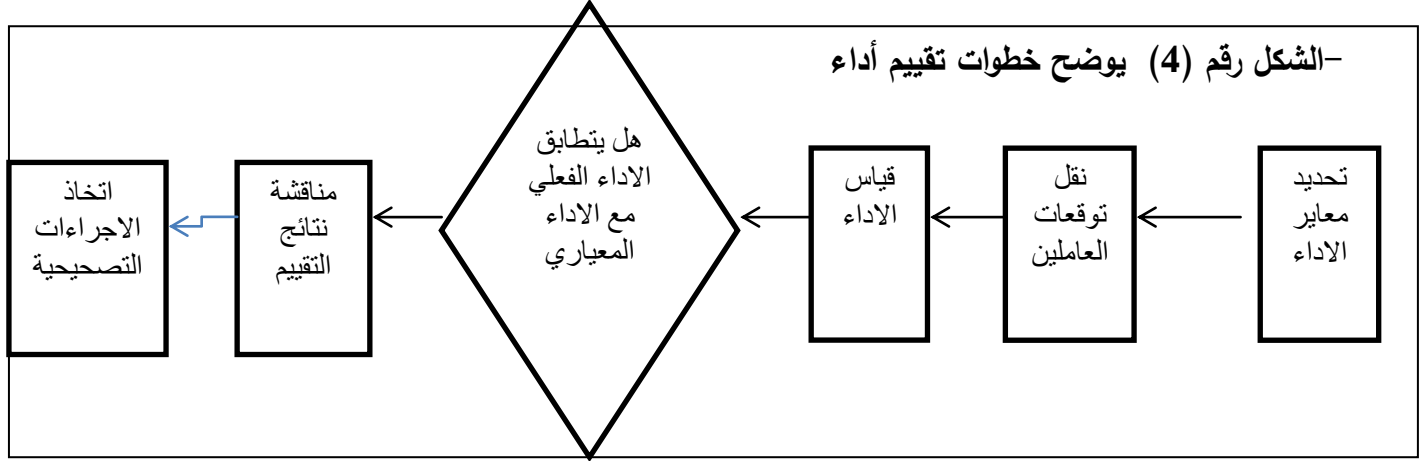 -الشكل رقم (4) يوضح خطوات تقييم أداء
تحديد
معاير
الاداء
نقل
توقعات
العاملين
قياس
الاداء
هل يتطابق
الاداء الفعلي
مع الاداء
المعياري
مناقشة
نتائج
التقييم
اتخاذ
الاجراءات
التصحيحية